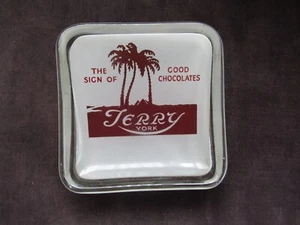 THE SIGN OF
GOOD CHOCOLATES
TERRY
YORK